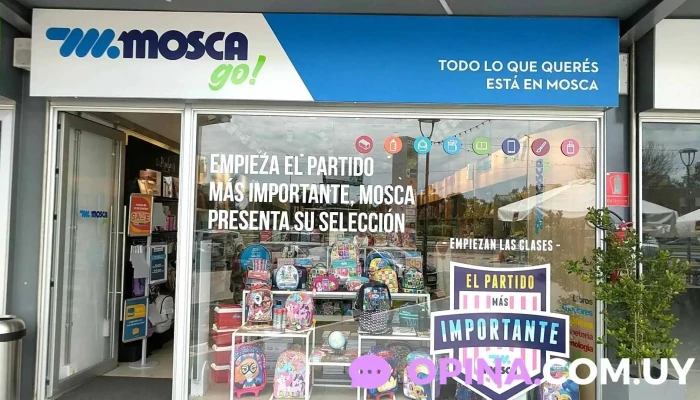 MOSCA
go!
TODO LO QUE QUERÉS
ESTÁ EN MOSCA
EMPIEZA EL PARTIDO
MÁS IMPORTANTE, MOSCA
PRESENTA SU SELECCIÓN
- EMPIEZAN LAS CLASES -
EL PARTIDO
MÁS
IMPORTANTE
OPINA.COM.UY